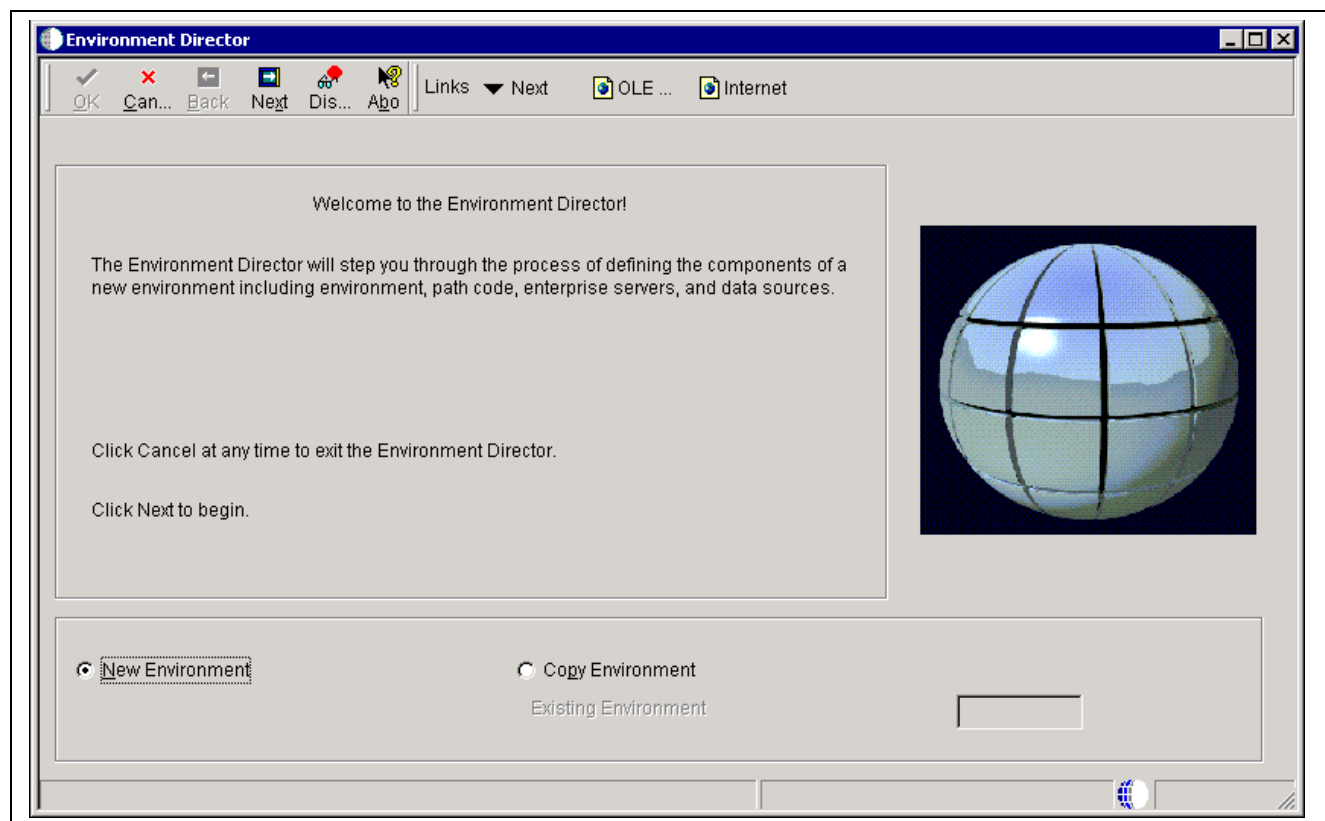 Environment Director
OK Can... Back Next Dis... Abo Links Next OLE ... Internet
Welcome to the Environment Director!
The Environment Director will step you through the process of defining the components of a
new environment including environment, path code, enterprise servers, and data sources.
Click Cancel at any time to exit the Environment Director.
Click Next to begin.
New Environment Copy Environment
Existing Environment